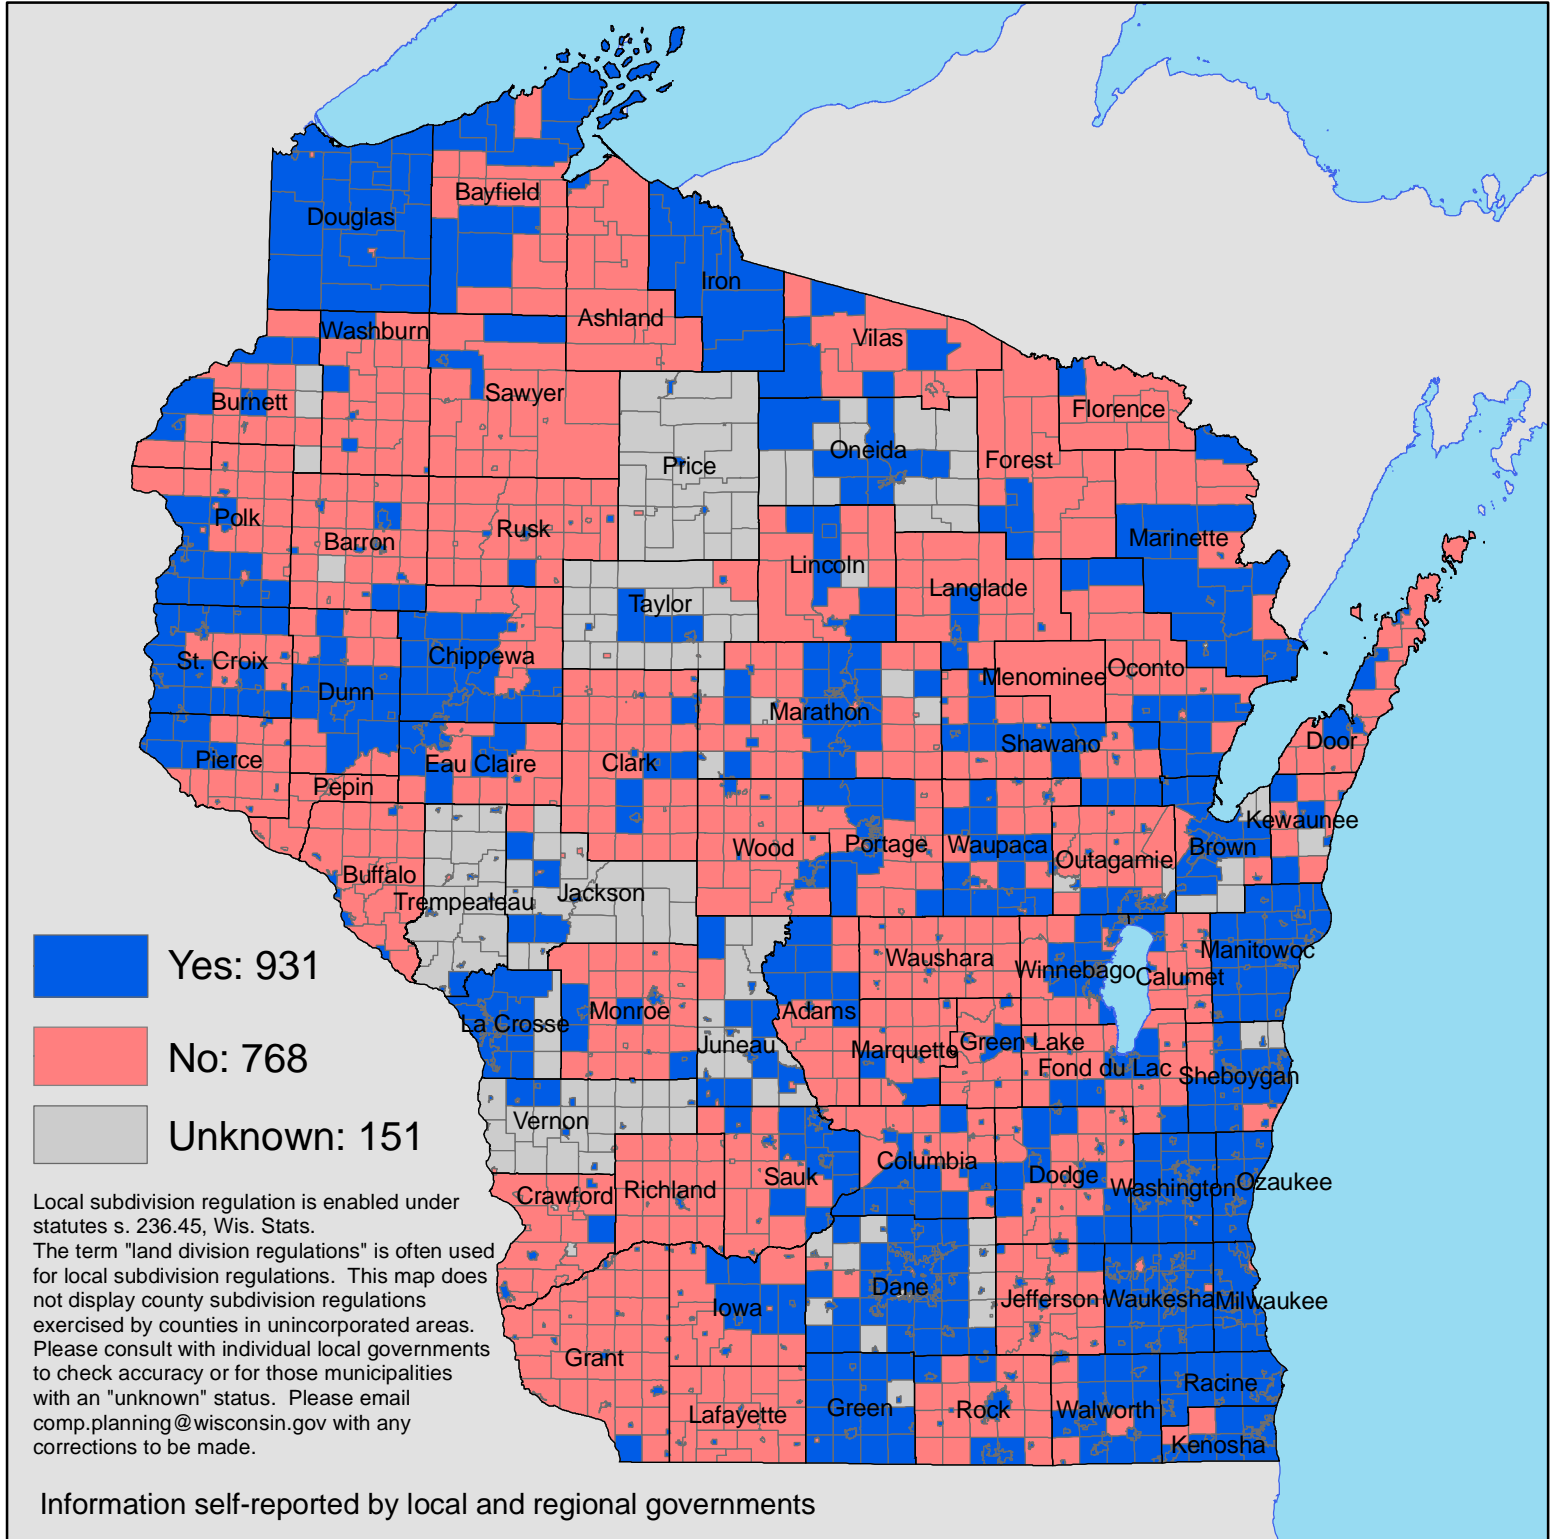 Douglas
Bayfield
Iron
Ashland
Washburn
Vilas
Sawyer
Burnett
Florence
Oneida
Forest
Price
Polk
Barron
Rusk
Marinette
Lincoln
Langlade
Taylor
St. Croix
Chippewa
Menominee
Oconto
Dunn
Marathon
Shawano
Door
Pierce
Eau Claire
Clark
Pepin
Kewaunee
Wood
Portage
Waupaca
Outagamie
Brown
Buffalo
Trempealeau
Jackson
Waushara
Winnebago
Calumet
Manitowoc
Monroe
Adams
La Crosse
Juneau
Marquette
Green Lake
Fond du Lac
Sheboygan
Vernon
Columbia
Dodge
Sauk
Crawford
Richland
Washington
Ozaukee
Dane
Jefferson
Waukesha
Milwaukee
Iowa
Grant
Lafayette
Green
Rock
Walworth
Racine
Kenosha
Yes: 931
No: 768
Unknown: 151
Local subdivision regulation is enabled under
statutes s. 236.45, Wis. Stats.
The term "land division regulations" is often used
for local subdivision regulations. This map does
not display county subdivision regulations
exercised by counties in unincorporated areas.
Please consult with individual local governments
to check accuracy or for those municipalities
with an "unknown" status. Please email
comp.planning@wisconsin.gov with any
corrections to be made.
Information self-reported by local and regional governments